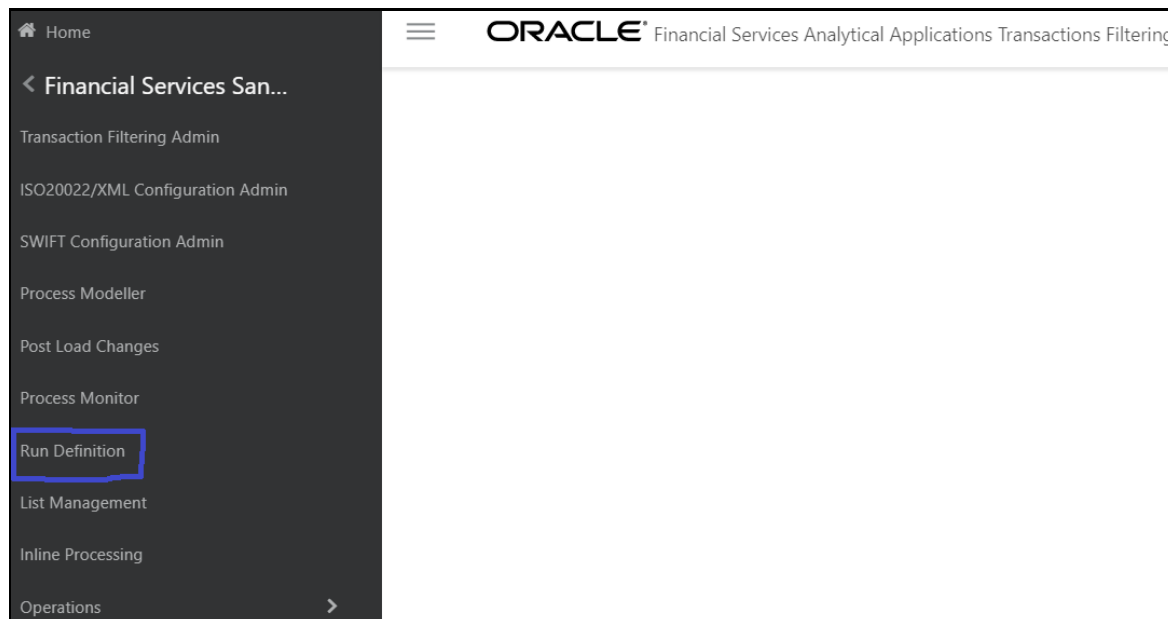 Home
ORACLE® Financial Services Analytical Applications Transactions Filtering
Financial Services San...
Transaction Filtering Admin
ISO20022/XML Configuration Admin
SWIFT Configuration Admin
Process Modeller
Post Load Changes
Process Monitor
Run Definition
List Management
Inline Processing
Operations